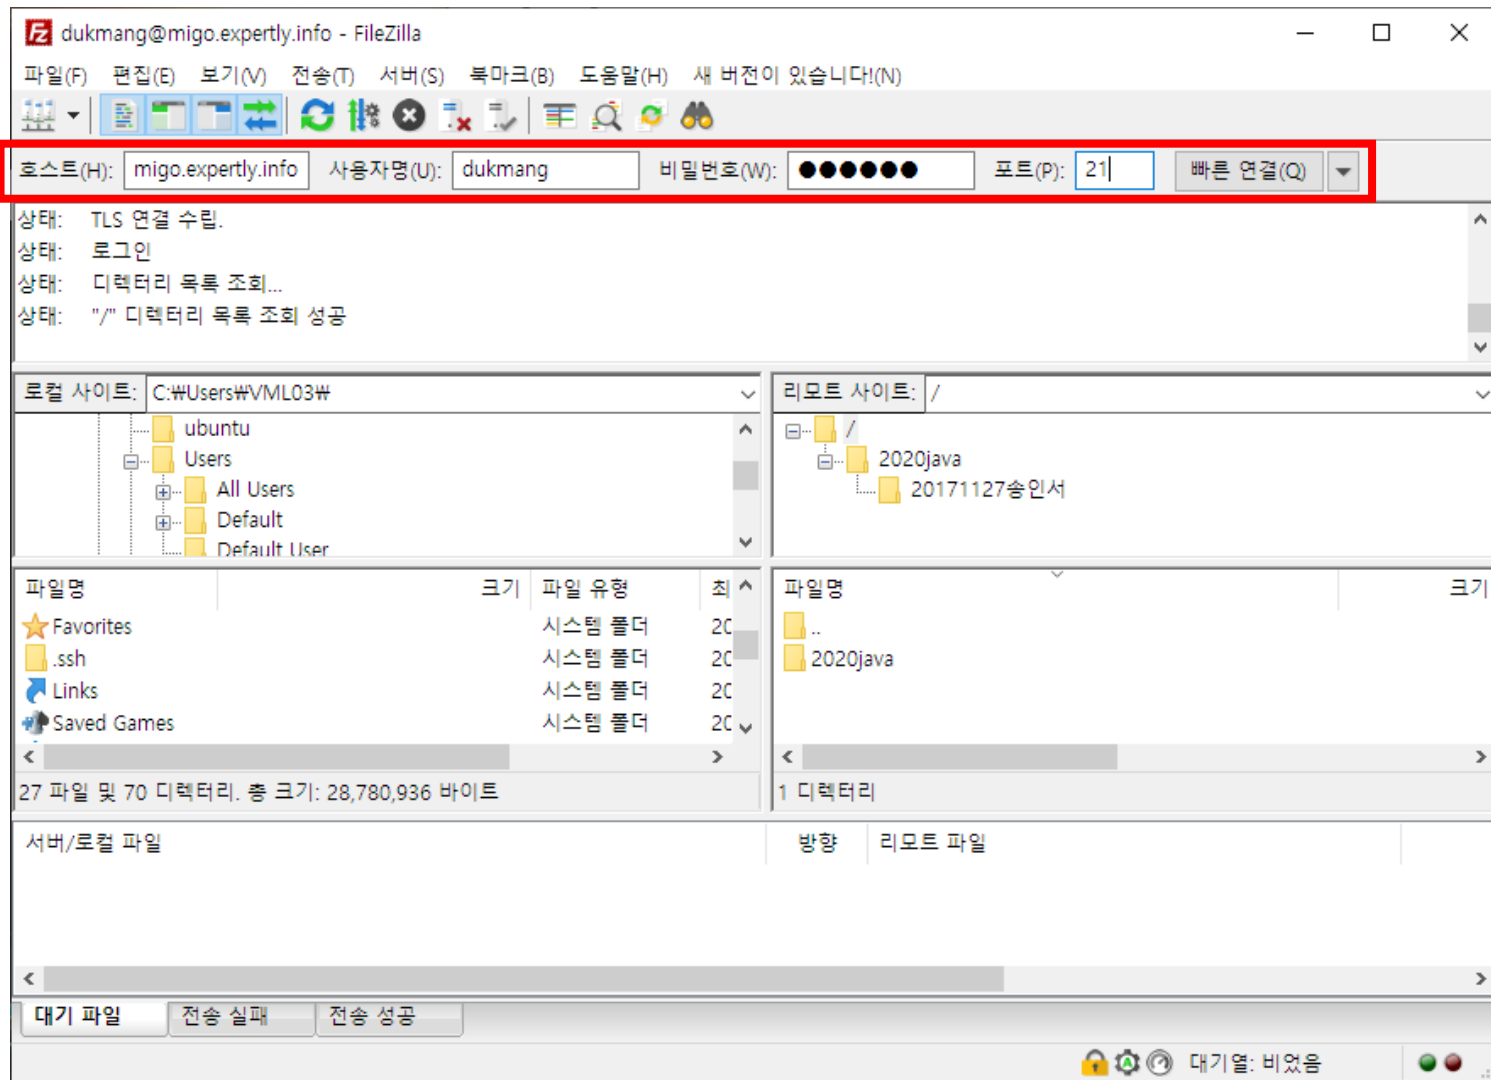 dukmang@migo.expertly.info - FileZilla
파일(F) 편집(E) 보기(V) 전송(T) 서버(S) 북마크(B) 도움말(H) 새 버전이 있습니다!(N)
호스트(H): migo.expertly.info 사용자명(U): dukmang 비밀번호(W): ●●●●●● 포트(P): 21 빠른 연결(Q)
상태: TLS 연결 수립.
상태: 로그인
상태: 디렉터리 목록 조회...
상태: "/" 디렉터리 목록 조회 성공
로컬 사이트: C:₩Users₩VML03₩
ubuntu
Users
All Users
Default
Default User
리모트 사이트: /
/
2020java
20171127송인서
파일명 크기 파일 유형 최
Favorites 시스템 폴더 20
.ssh 시스템 폴더 20
Links 시스템 폴더 20
Saved Games 시스템 폴더 20
27 파일 및 70 디렉터리. 총 크기: 28,780,936 바이트
파일명 크기
..
2020java
1 디렉터리
서버/로컬 파일 방향 리모트 파일
대기 파일 전송 실패 전송 성공
대기열: 비었음